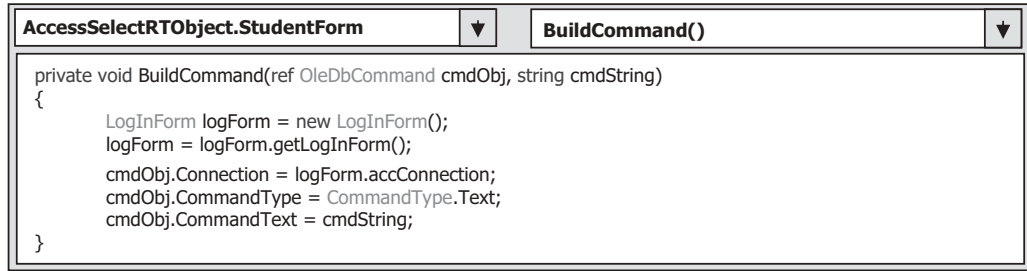 AccessSelectRTObject.StudentForm
BuildCommand()
private void BuildCommand(ref OleDbCommand cmdObj, string cmdString)
{
LogInForm logForm = new LogInForm();
logForm = logForm.getLogInForm();
cmdObj.Connection = logForm.accConnection;
cmdObj.CommandType = CommandType.Text;
cmdObj.CommandText = cmdString;
}